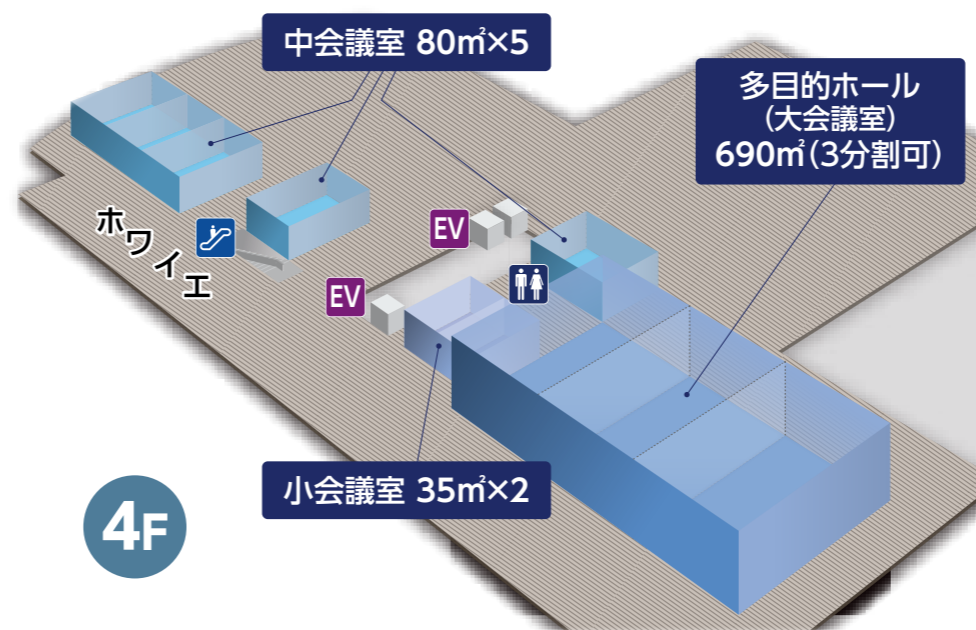 中会議室 80㎡×5
多目的ホール
(大会議室)
690㎡(3分割可)
ホワイエ
EV
EV
小会議室 35㎡×2
4F